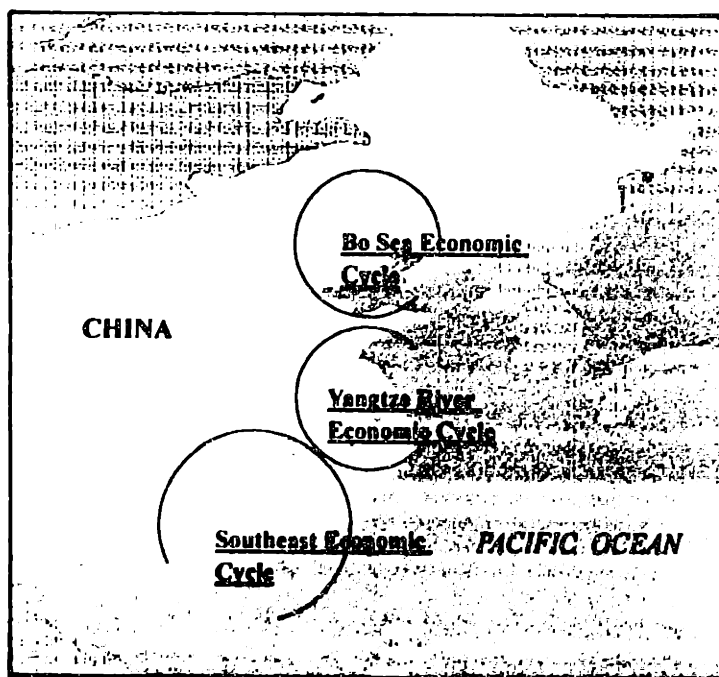 Bo Sea Economic
Cycle
CHINA
Yangtze River
Economic Cycle
Southeast Economic
Cycle
PACIFIC OCEAN